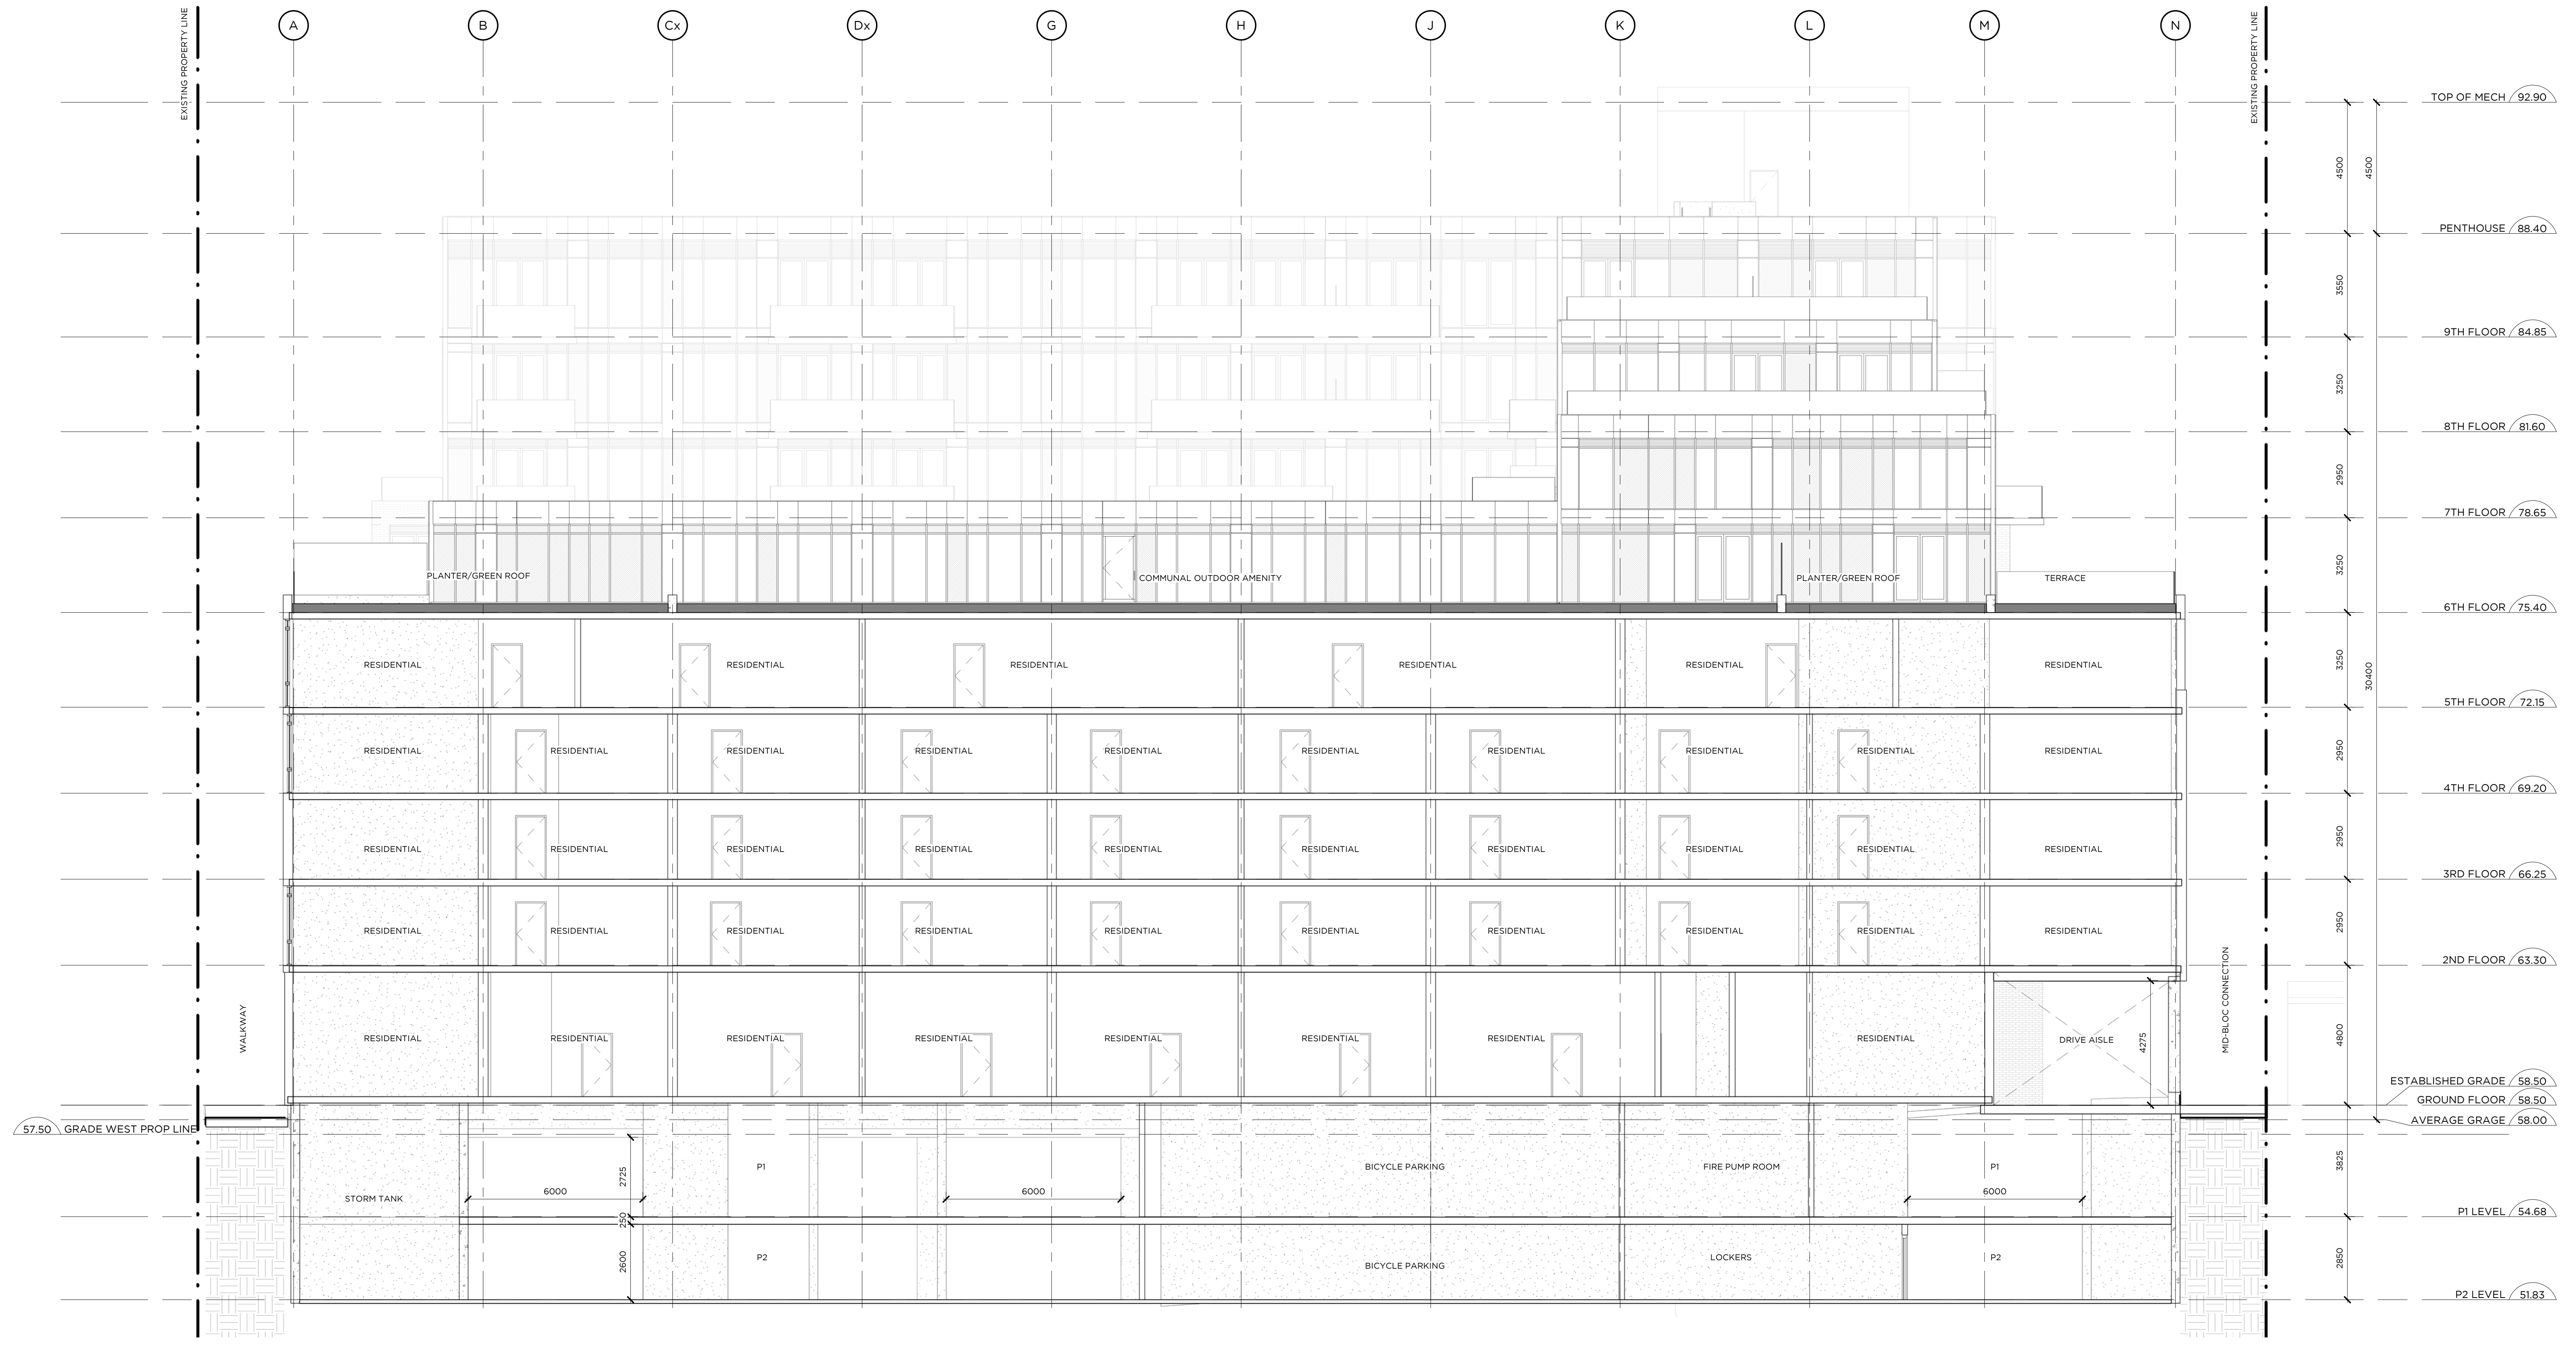 A B Cx Dx G H J K L M N
EXISTING PROPERTY LINE
EXISTING PROPERTY LINE
TOP OF MECH 92.90
4500
4500
PENTHOUSE 88.40
3550
9TH FLOOR 84.85
3250
8TH FLOOR 81.60
2950
7TH FLOOR 78.65
3250
PLANTER/GREEN ROOF
COMMUNAL OUTDOOR AMENITY
PLANTER/GREEN ROOF
TERRACE
6TH FLOOR 75.40
RESIDENTIAL RESIDENTIAL RESIDENTIAL RESIDENTIAL RESIDENTIAL RESIDENTIAL
3250
30400
5TH FLOOR 72.15
RESIDENTIAL RESIDENTIAL RESIDENTIAL RESIDENTIAL RESIDENTIAL RESIDENTIAL RESIDENTIAL RESIDENTIAL RESIDENTIAL RESIDENTIAL
2950
4TH FLOOR 69.20
RESIDENTIAL RESIDENTIAL RESIDENTIAL RESIDENTIAL RESIDENTIAL RESIDENTIAL RESIDENTIAL RESIDENTIAL RESIDENTIAL RESIDENTIAL
2950
3RD FLOOR 66.25
RESIDENTIAL RESIDENTIAL RESIDENTIAL RESIDENTIAL RESIDENTIAL RESIDENTIAL RESIDENTIAL RESIDENTIAL RESIDENTIAL RESIDENTIAL
2950
2ND FLOOR 63.30
WALKWAY
RESIDENTIAL RESIDENTIAL RESIDENTIAL RESIDENTIAL RESIDENTIAL RESIDENTIAL RESIDENTIAL RESIDENTIAL
DRIVE AISLE
4275
MID-BLOC CONNECTION
4800
ESTABLISHED GRADE 58.50
GROUND FLOOR 58.50
AVERAGE GRAGE 58.00
57.50 GRADE WEST PROP LINE
STORM TANK
6000
2725
P1
6000
BICYCLE PARKING
FIRE PUMP ROOM
P1
6000
3825
P1 LEVEL 54.68
250
2600
P2
BICYCLE PARKING
LOCKERS
P2
2850
P2 LEVEL 51.83